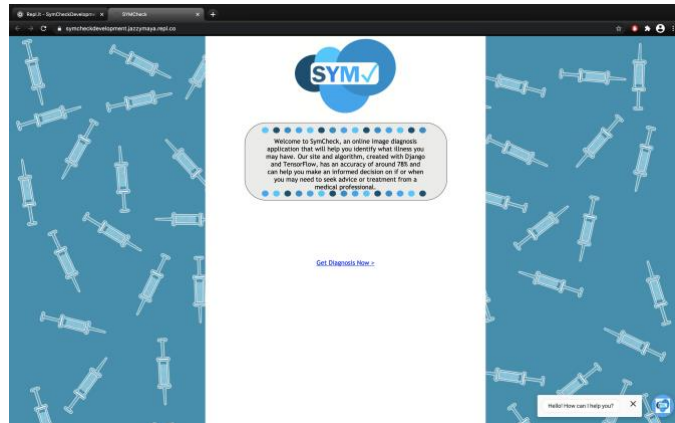 Repl.it - SymCheckDevelopme
SYMCheck
symcheckdevelopment.jazzymaya.repl.co
SYM
Welcome to SymCheck, an online image diagnosis
application that will help you identify what illness you
may have. Our site and algorithm, created with Django
and TensorFlow, has an accuracy of around 78% and
can help you make an informed decision on if or when
you may need to seek advice or treatment from a
medical professional.
Get Diagnosis Now »
Hello! How can I help you?